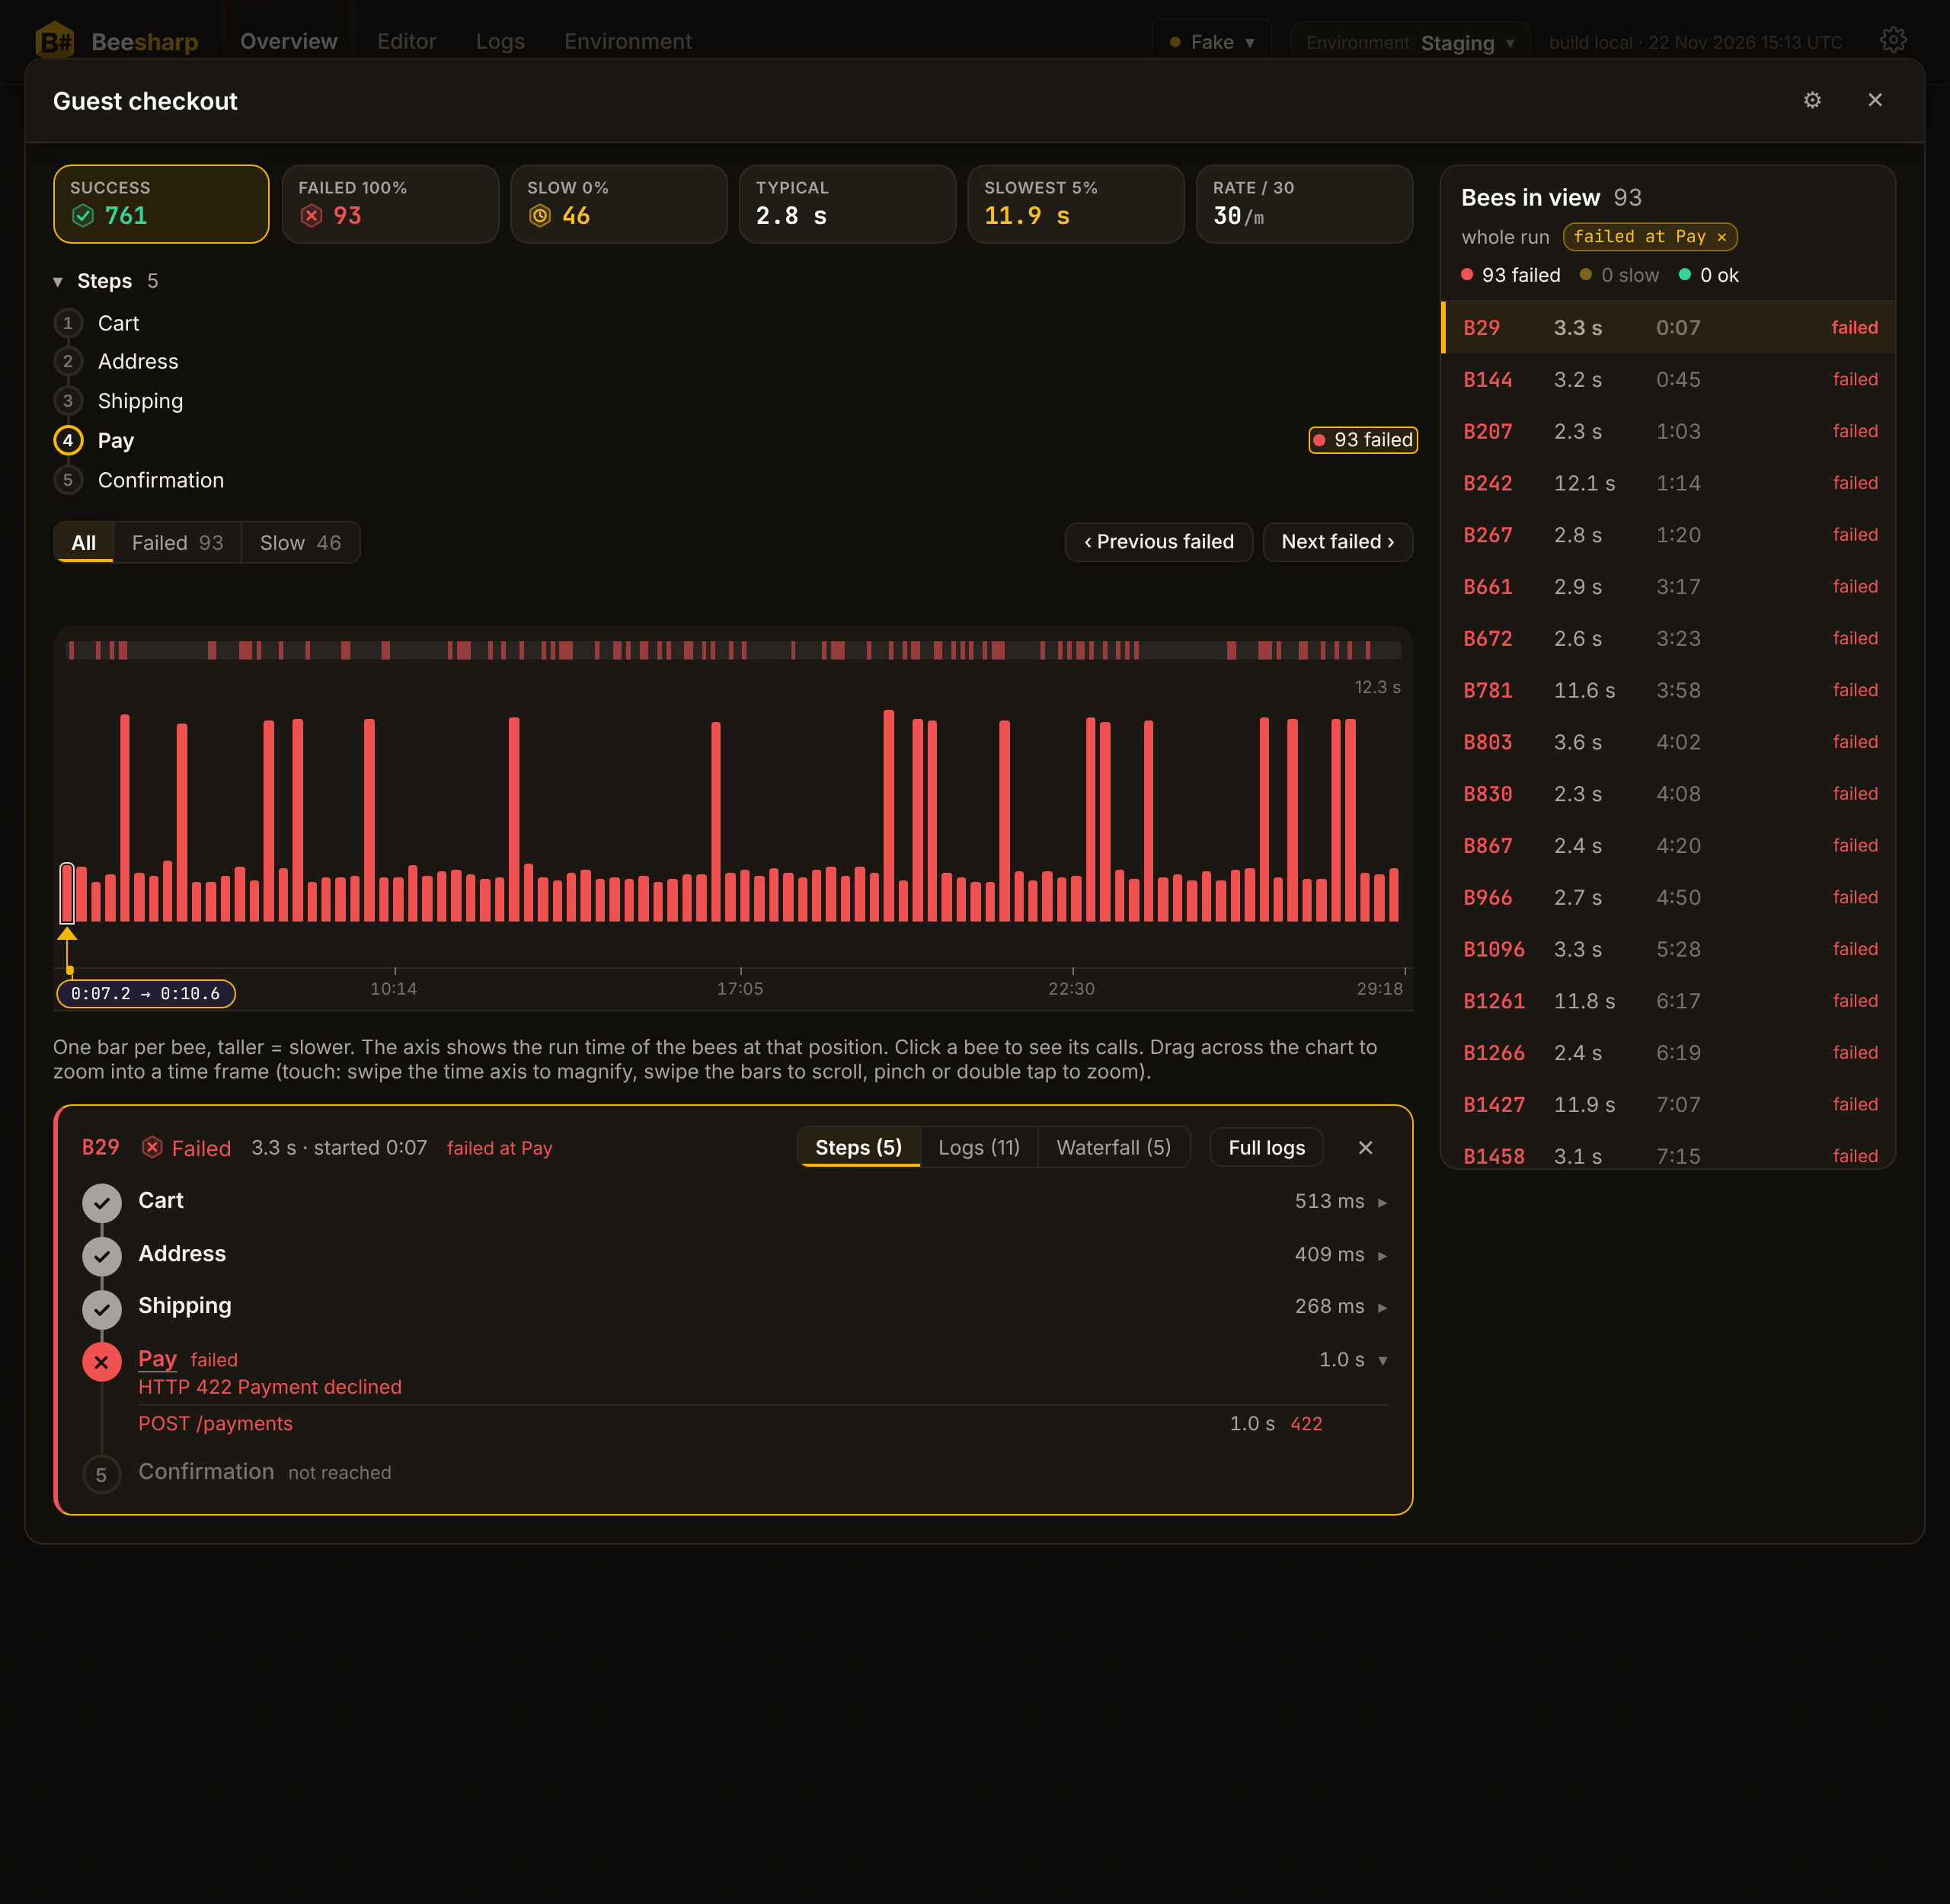 B# Beesharp Overview Editor Logs Environment Fake ▾ Environment Staging ▾ build local · 22 Nov 2026 15:13 UTC
Guest checkout
SUCCESS FAILED 100% SLOW 0% TYPICAL SLOWEST 5% RATE / 30
761 93 46 2.8 s 11.9 s 30/m
▾ Steps 5
1 Cart
2 Address
3 Shipping
4 Pay 93 failed
5 Confirmation
All Failed 93 Slow 46 ‹ Previous failed Next failed ›
12.3 s
0:07.2 → 0:10.6 10:14 17:05 22:30 29:18
One bar per bee, taller = slower. The axis shows the run time of the bees at that position. Click a bee to see its calls. Drag across the chart to
zoom into a time frame (touch: swipe the time axis to magnify, swipe the bars to scroll, pinch or double tap to zoom).
B29 Failed 3.3 s · started 0:07 failed at Pay Steps (5) Logs (11) Waterfall (5) Full logs ✕
Cart 513 ms ▸
Address 409 ms ▸
Shipping 268 ms ▸
Pay failed 1.0 s ▾
HTTP 422 Payment declined
POST /payments 1.0 s 422
5 Confirmation not reached
Bees in view 93
whole run failed at Pay ×
93 failed 0 slow 0 ok
B29 3.3 s 0:07 failed
B144 3.2 s 0:45 failed
B207 2.3 s 1:03 failed
B242 12.1 s 1:14 failed
B267 2.8 s 1:20 failed
B661 2.9 s 3:17 failed
B672 2.6 s 3:23 failed
B781 11.6 s 3:58 failed
B803 3.6 s 4:02 failed
B830 2.3 s 4:08 failed
B867 2.4 s 4:20 failed
B966 2.7 s 4:50 failed
B1096 3.3 s 5:28 failed
B1261 11.8 s 6:17 failed
B1266 2.4 s 6:19 failed
B1427 11.9 s 7:07 failed
B1458 3.1 s 7:15 failed